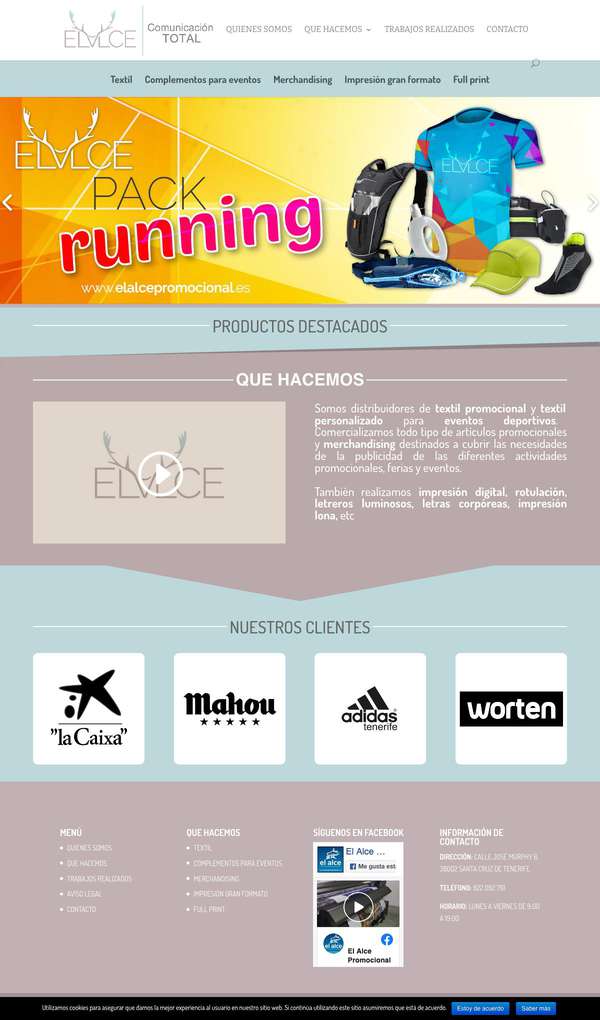 ELALCE
Comunicación
TOTAL
QUIENES SOMOS
QUE HACEMOS
TRABAJOS REALIZADOS
CONTACTO
Textil
Complementos para eventos
Merchandising
Impresión gran formato
Full print
ELALCE
PACK
running
www.elalcepromocional.es
ELALCE
PRODUCTOS DESTACADOS
QUE HACEMOS
ELALCE
Somos distribuidores de textil promocional y textil
personalizado para eventos deportivos.
Comercializamos todo tipo de artículos promocionales
y merchandising destinados a cubrir las necesidades
de la publicidad de las diferentes actividades
promocionales, ferias y eventos.
También realizamos impresión digital, rotulación,
letreros luminosos, letras corpóreas, impresión
lona, etc
NUESTROS CLIENTES
"la Caixa"
Mahou
adidas
tenerife
worten
MENÚ
QUIENES SOMOS
QUE HACEMOS
TRABAJOS REALIZADOS
AVISO LEGAL
CONTACTO
QUE HACEMOS
TEXTIL
COMPLEMENTOS PARA EVENTOS
MERCHANDISING
IMPRESIÓN GRAN FORMATO
FULL PRINT
SÍGUENOS EN FACEBOOK
El Alce ...
el alce
Me gusta est
el alce
El Alce
Promocional
INFORMACIÓN DE
CONTACTO
DIRECCIÓN: CALLE JOSÉ MURPHY 6,
38002 SANTA CRUZ DE TENERIFE
TELÉFONO: 822 092 791
HORARIO: LUNES A VIERNES DE 9:00
A 19:00
Utilizamos cookies para asegurar que damos la mejor experiencia al usuario en nuestro sitio web. Si continúa utilizando este sitio asumiremos que está de acuerdo.
Estoy de acuerdo
Saber más